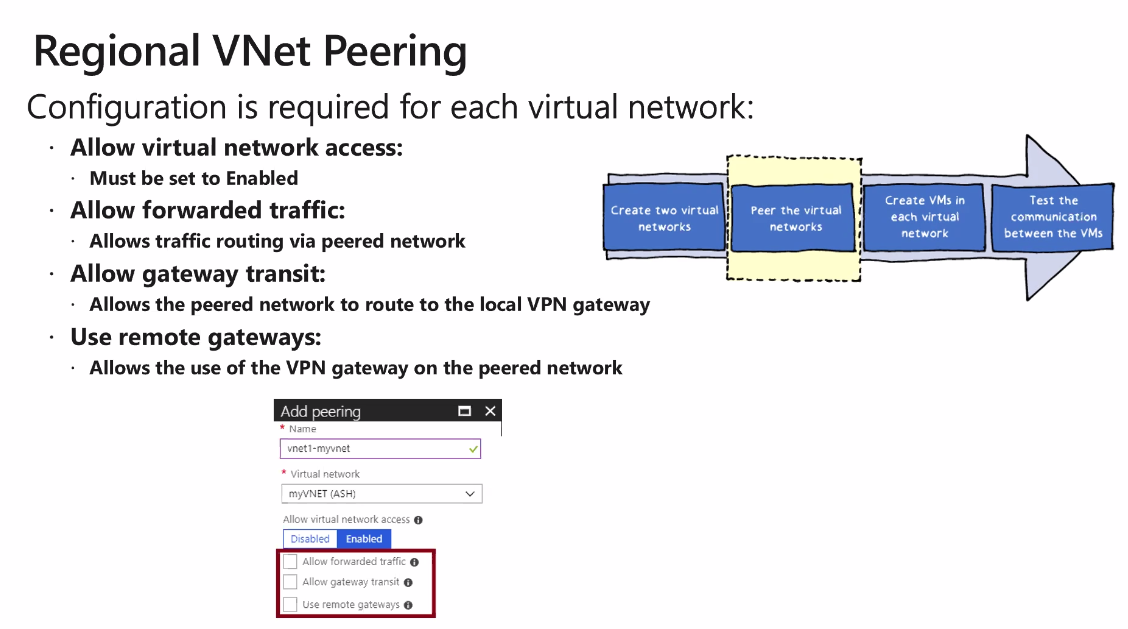 Regional VNet Peering
Configuration is required for each virtual network:
· Allow virtual network access:
· Must be set to Enabled
· Allow forwarded traffic:
· Allows traffic routing via peered network
· Allow gateway transit:
· Allows the peered network to route to the local VPN gateway
· Use remote gateways:
· Allows the use of the VPN gateway on the peered network
Create two virtual
networks
Peer the virtual
networks
Create VMs in
each virtual
network
Test the
communication
between the VMs
Add peering
* Name
vnet1-myvnet
* Virtual network
myVNET (ASH)
Allow virtual network access
Disabled Enabled
Allow forwarded traffic
Allow gateway transit
Use remote gateways